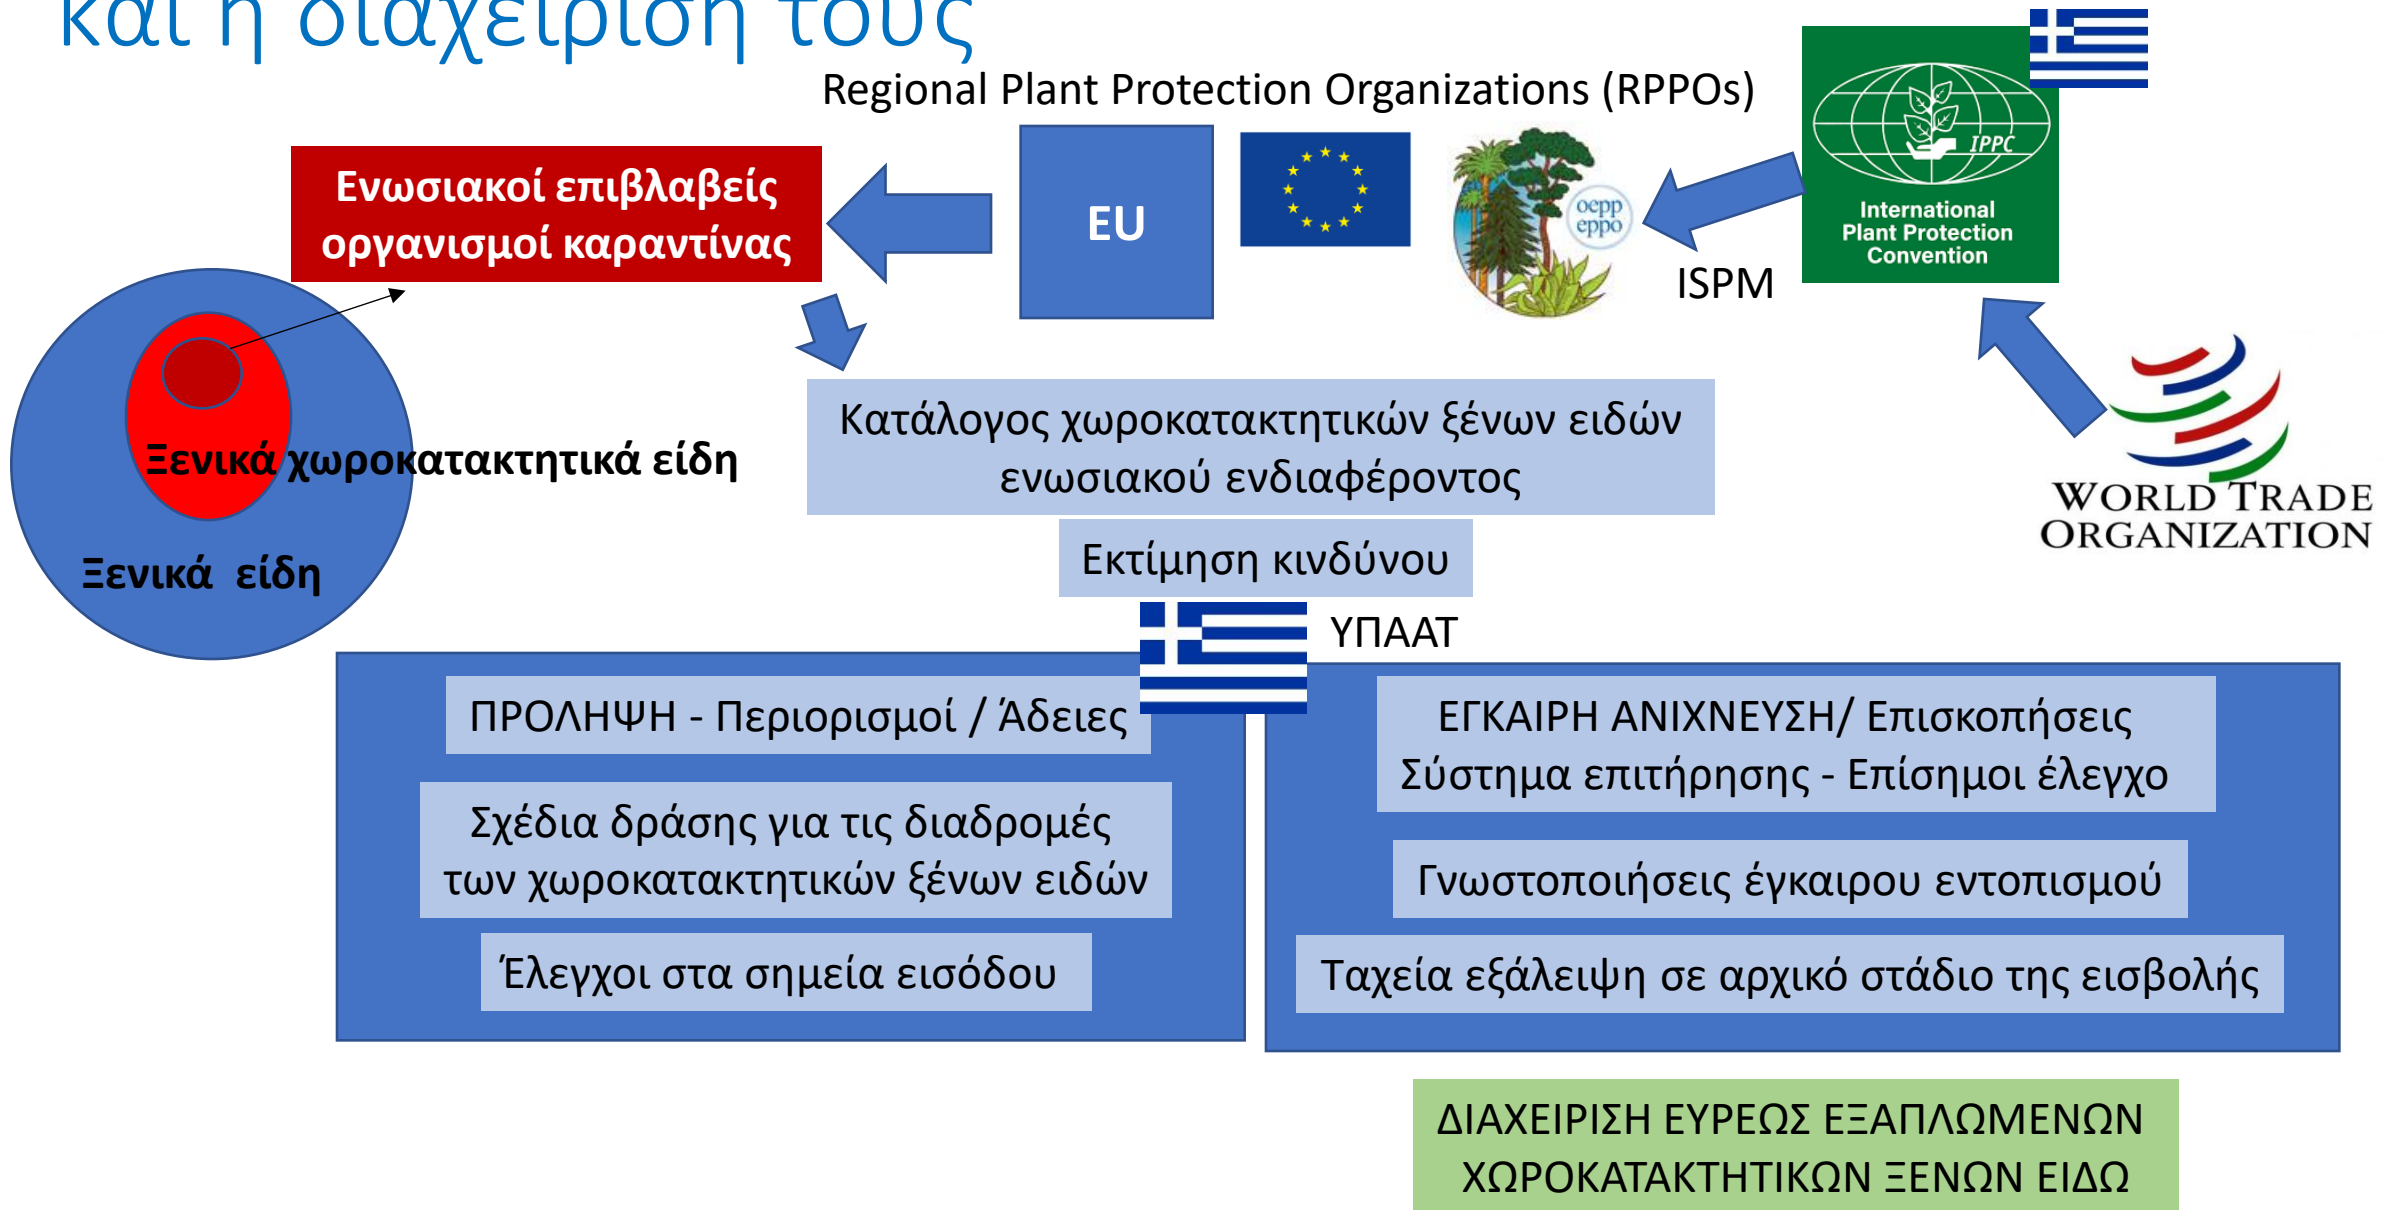 και η διαχείριση τους
Regional Plant Protection Organizations (RPPOs)
IPPC
International
Plant Protection
Convention
Ενωσιακοί επιβλαβείς
οργανισμοί καραντίνας
EU
oepp
eppo
ISPM
WORLD TRADE
ORGANIZATION
Κατάλογος χωροκατακτητικών ξένων ειδών
ενωσιακού ενδιαφέροντος
Ξενικά χωροκατακτητικά είδη
Ξενικά είδη
Εκτίμηση κινδύνου
ΥΠΑΑΤ
ΠΡΟΛΗΨΗ - Περιορισμοί / Άδειες
Σχέδια δράσης για τις διαδρομές
των χωροκατακτητικών ξένων ειδών
Έλεγχοι στα σημεία εισόδου
ΕΓΚΑΙΡΗ ΑΝΙΧΝΕΥΣΗ/ Επισκοπήσεις
Σύστημα επιτήρησης - Επίσημοι έλεγχο
Γνωστοποιήσεις έγκαιρου εντοπισμού
Ταχεία εξάλειψη σε αρχικό στάδιο της εισβολής
ΔΙΑΧΕΙΡΙΣΗ ΕΥΡΕΩΣ ΕΞΑΠΛΩΜΕΝΩΝ
ΧΩΡΟΚΑΤΑΚΤΗΤΙΚΩΝ ΞΕΝΩΝ ΕΙΔΩ